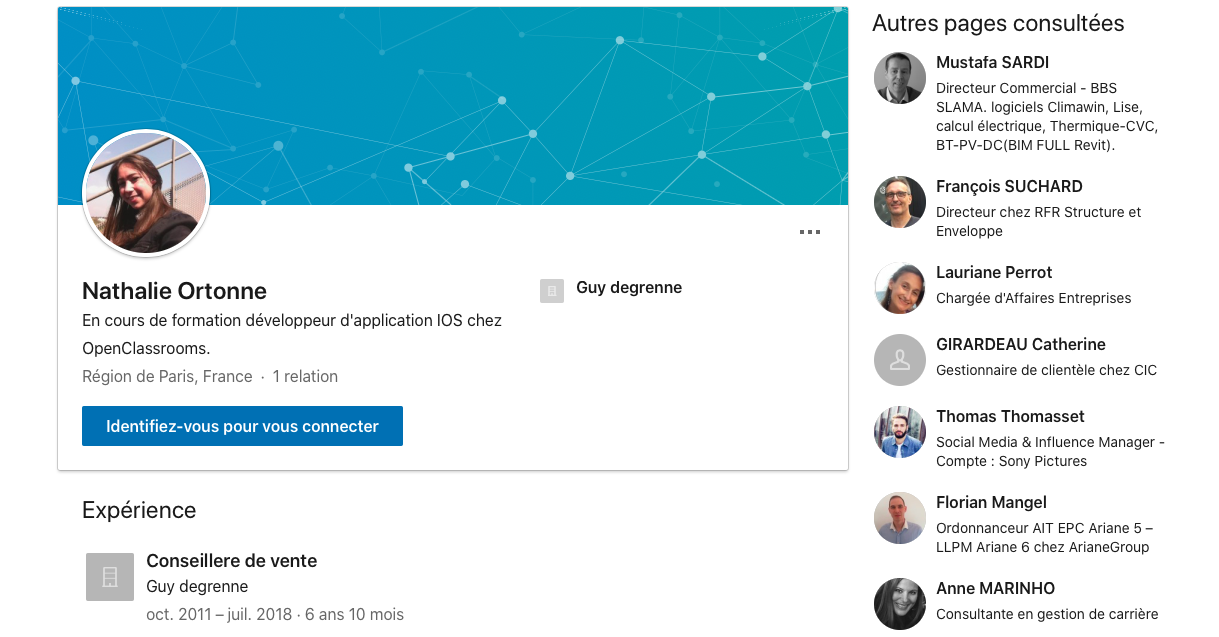 Nathalie Ortonne
En cours de formation développeur d'application IOS chez
OpenClassrooms.
Région de Paris, France · 1 relation
Identifiez-vous pour vous connecter
Guy degrenne
Expérience
Conseillere de vente
Guy degrenne
oct. 2011 – juil. 2018 · 6 ans 10 mois
Autres pages consultées
Mustafa SARDI
Directeur Commercial - BBS
SLAMA. logiciels Climawin, Lise,
calcul électrique, Thermique-CVC,
BT-PV-DC(BIM FULL Revit).
François SUCHARD
Directeur chez RFR Structure et
Enveloppe
Lauriane Perrot
Chargée d'Affaires Entreprises
GIRARDEAU Catherine
Gestionnaire de clientèle chez CIC
Thomas Thomasset
Social Media & Influence Manager -
Compte : Sony Pictures
Florian Mangel
Ordonnanceur AIT EPC Ariane 5 –
LLPM Ariane 6 chez ArianeGroup
Anne MARINHO
Consultante en gestion de carrière